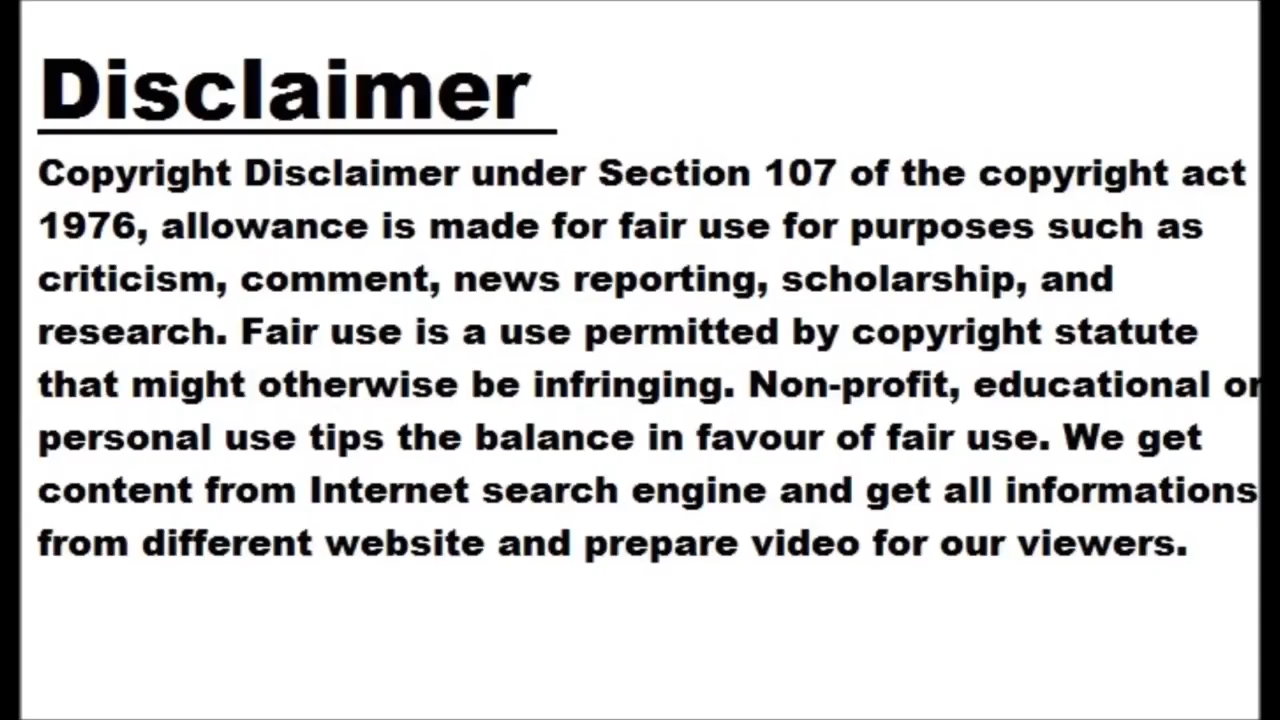 Disclaimer
Copyright Disclaimer under Section 107 of the copyright act
1976, allowance is made for fair use for purposes such as
criticism, comment, news reporting, scholarship, and
research. Fair use is a use permitted by copyright statute
that might otherwise be infringing. Non-profit, educational or
personal use tips the balance in favour of fair use. We get
content from Internet search engine and get all informations
from different website and prepare video for our viewers.